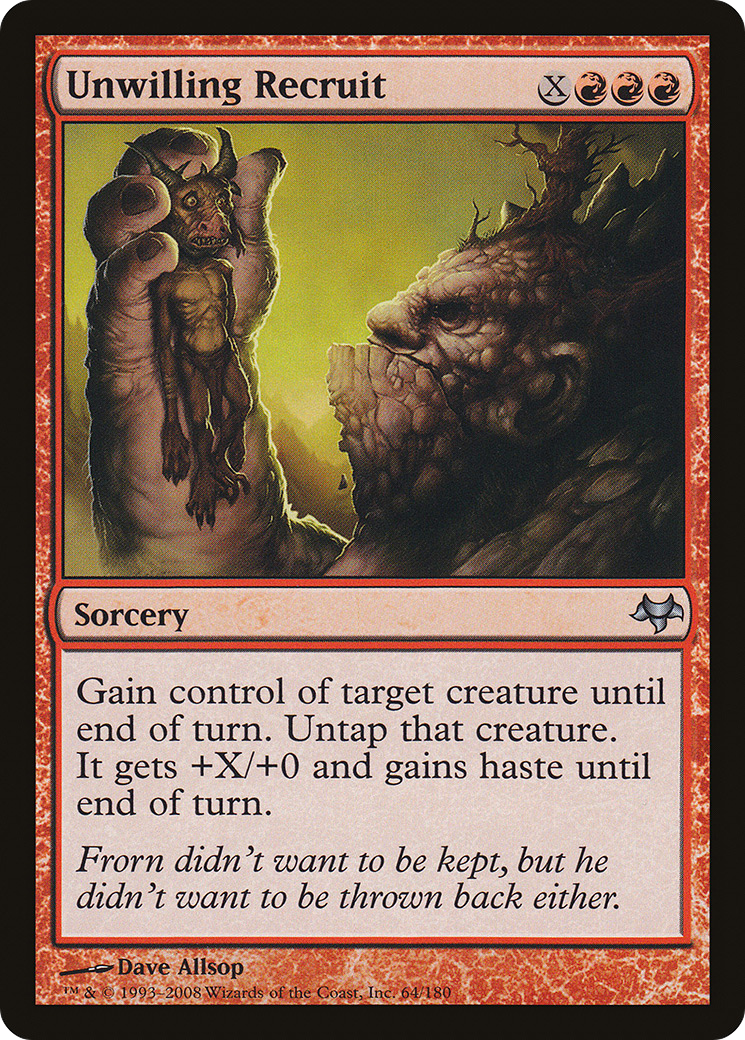 Unwilling Recruit X
Sorcery
Gain control of target creature until
end of turn. Untap that creature.
It gets +X/+0 and gains haste until
end of turn.
Frorn didn't want to be kept, but he
didn't want to be thrown back either.
Dave Allsop
™ & © 1993–2008 Wizards of the Coast, Inc. 64/180